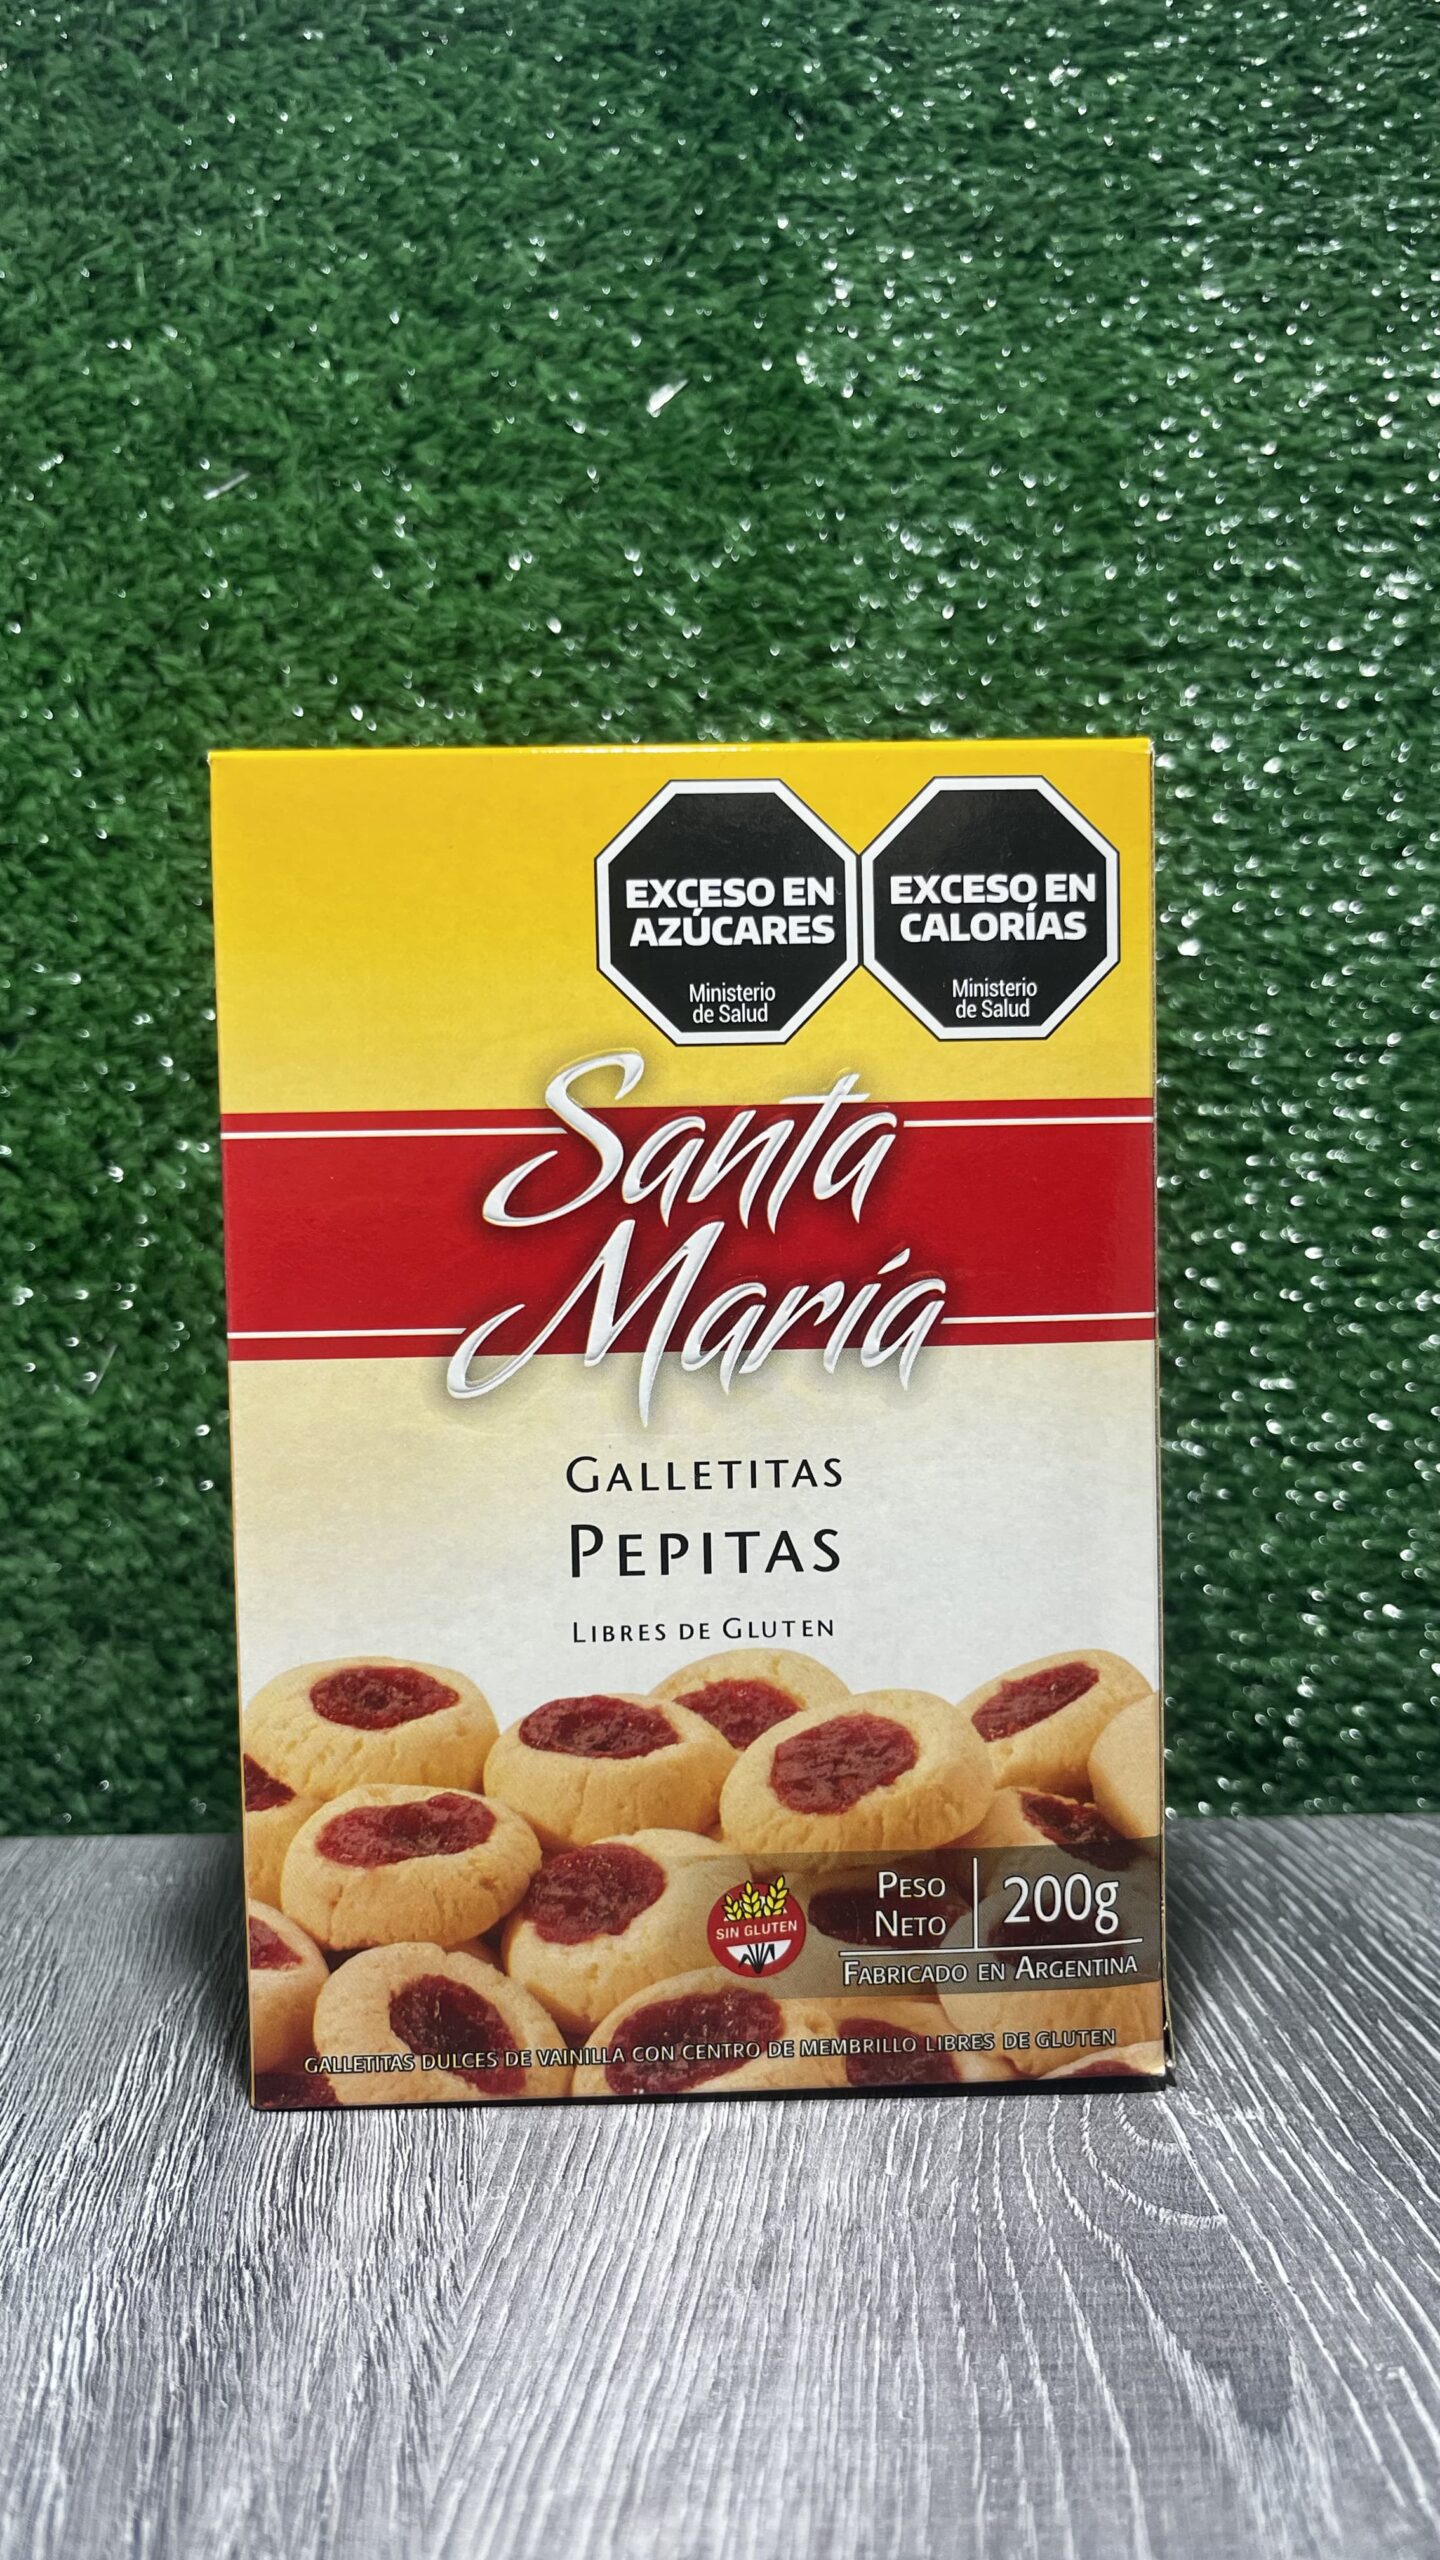 EXCESO EN
AZÚCARES
Ministerio
de Salud
EXCESO EN
CALORÍAS
Ministerio
de Salud
Santa
María
GALLETITAS
PEPITAS
LIBRES DE GLUTEN
SIN GLUTEN
PESO
NETO
200g
FABRICADO EN ARGENTINA
GALLETITAS DULCES DE VAINILLA CON CENTRO DE MEMBRILLO LIBRES DE GLUTEN